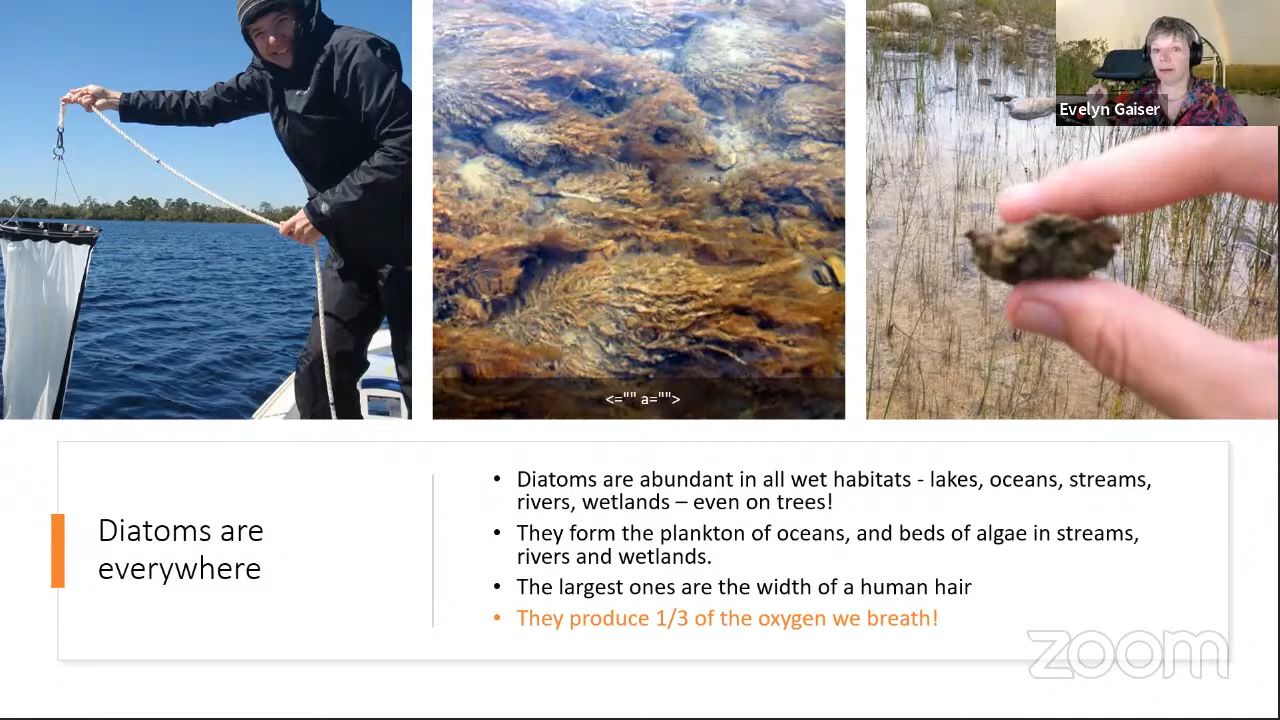 Evelyn Gaiser
<="" a="">
Diatoms are
everywhere
• Diatoms are abundant in all wet habitats - lakes, oceans, streams,
rivers, wetlands – even on trees!
• They form the plankton of oceans, and beds of algae in streams,
rivers and wetlands.
• The largest ones are the width of a human hair
• They produce 1/3 of the oxygen we breath!
zoom